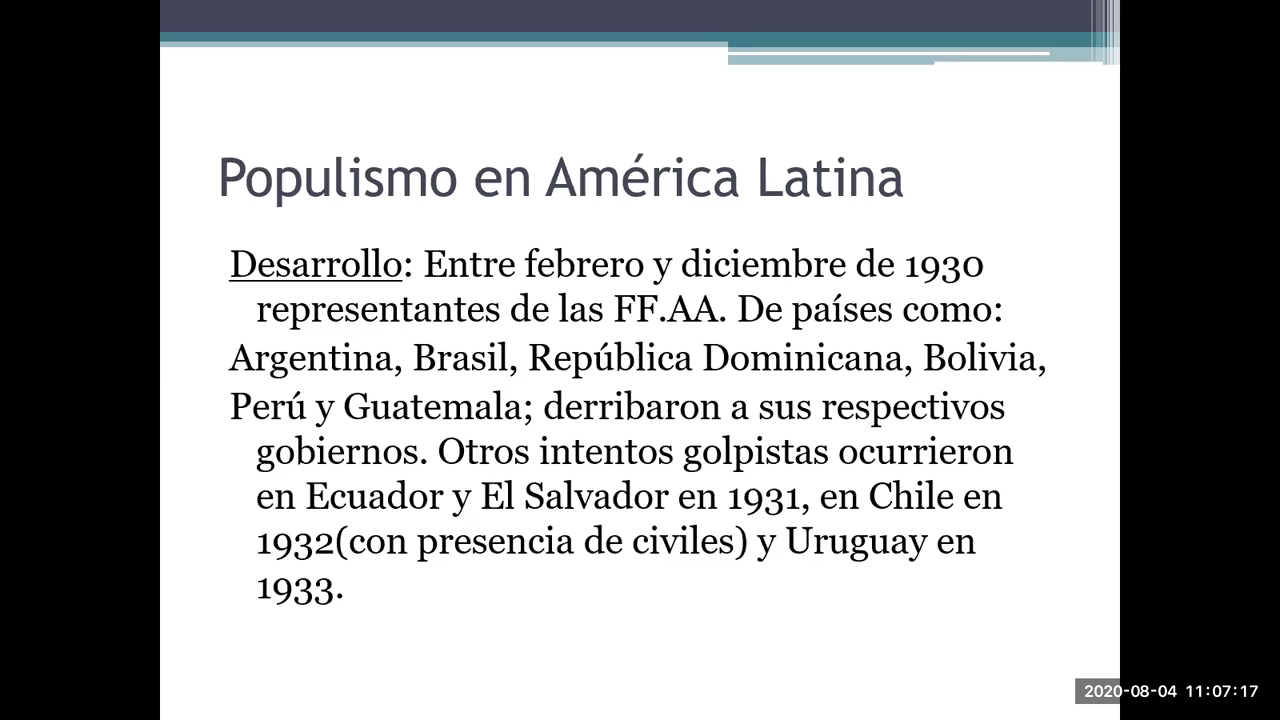 Populismo en América Latina
Desarrollo: Entre febrero y diciembre de 1930
representantes de las FF.AA. De países como:
Argentina, Brasil, República Dominicana, Bolivia,
Perú y Guatemala; derribaron a sus respectivos
gobiernos. Otros intentos golpistas ocurrieron
en Ecuador y El Salvador en 1931, en Chile en
1932(con presencia de civiles) y Uruguay en
1933.
2020-08-04 11:07:17